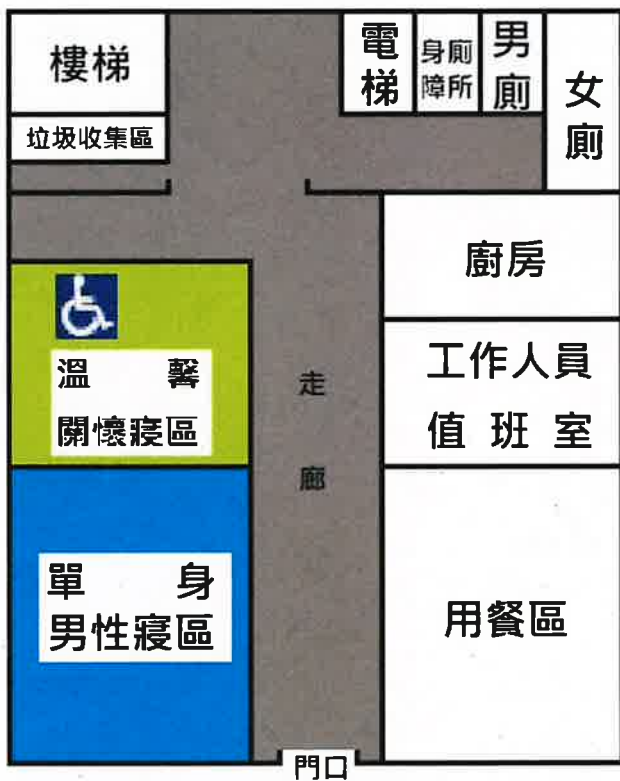 樓梯
垃圾收集區
電梯
身障
廁所
男廁
女廁
廚房
溫馨
關懷寢區
走廊
工作人員
值班室
單身
男性寢區
用餐區
門口